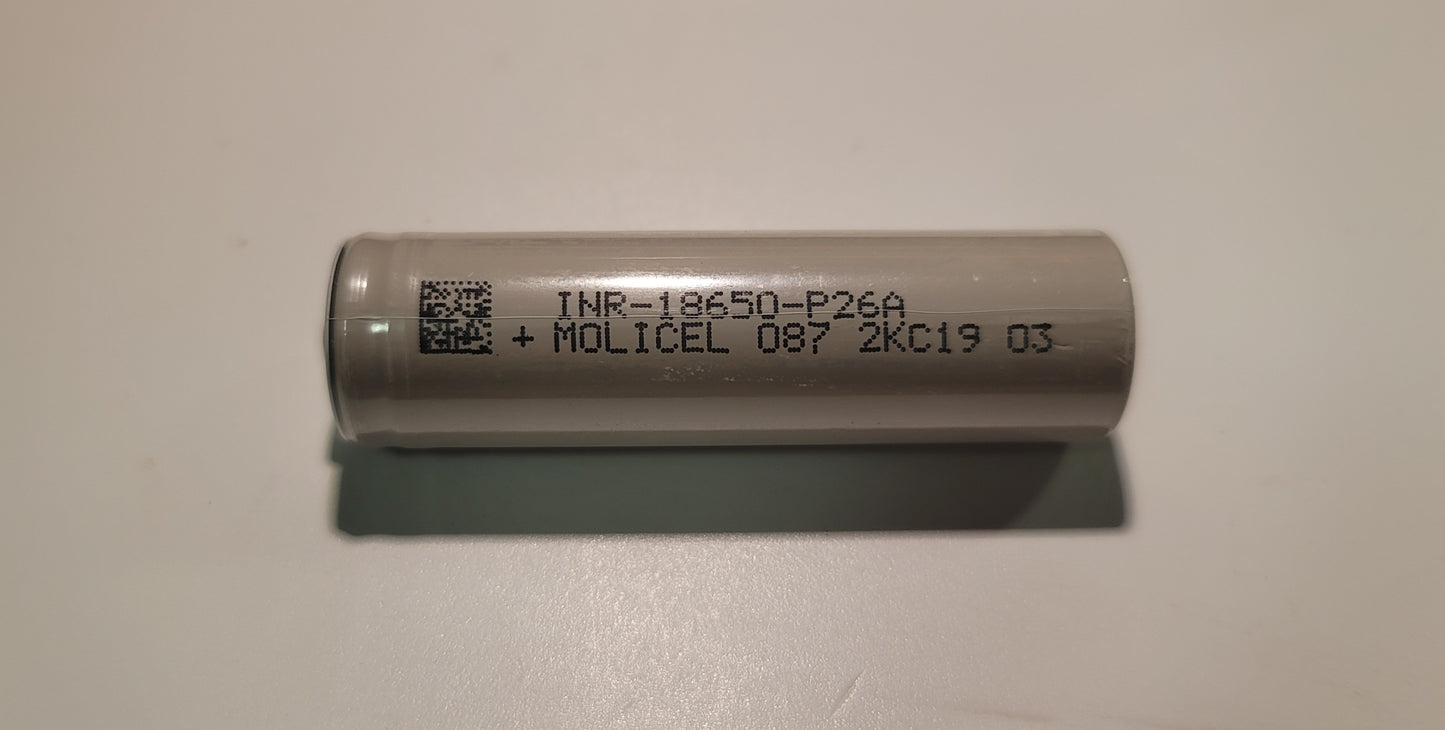 INR-18650-P26A
+ MOLICEL 087 2KC19 03